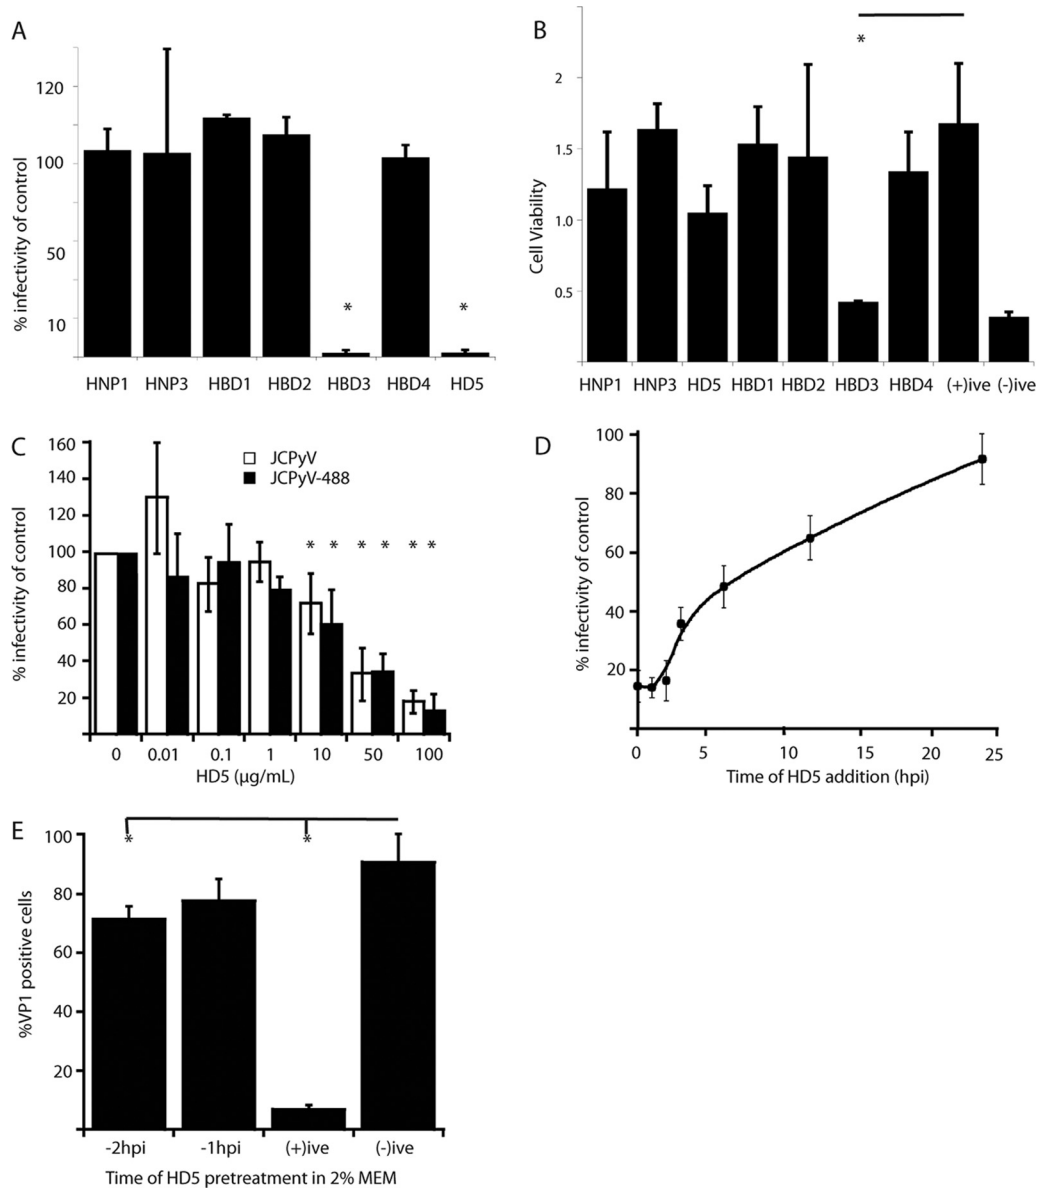 A
% infectivity of control
120
100
50
10
*
*
HNP1 HNP3 HBD1 HBD2 HBD3 HBD4 HD5
B
Cell Viability
2
1.5
1.0
0.5
*
HNP1 HNP3 HD5 HBD1 HBD2 HBD3 HBD4 (+)ive (-)ive
C
% infectivity of control
160
140
120
100
80
60
40
20
JCPyV
JCPyV-488
* * * * * *
0 0.01 0.1 1 10 50 100
HD5 (µg/mL)
D
% infectivity of control
100
80
60
40
20
0 5 10 15 20 25
Time of HD5 addition (hpi)
E
%VP1 positive cells
100
80
60
40
20
* *
-2hpi -1hpi (+)ive (-)ive
Time of HD5 pretreatment in 2% MEM